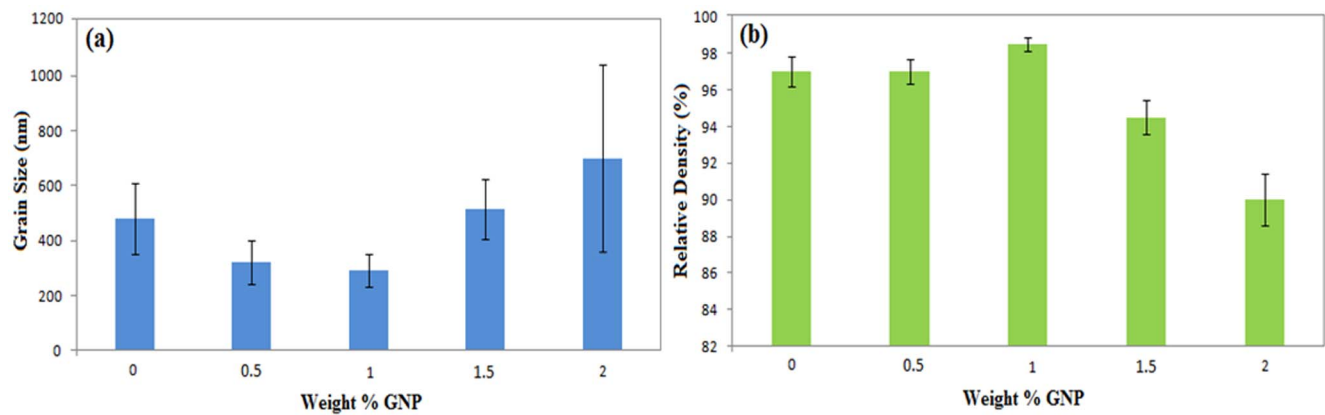 (a)
Grain Size (nm)
1200
1000
800
600
400
200
0
0 0.5 1 1.5 2
Weight % GNP
(b)
Relative Density (%)
100
98
96
94
92
90
88
86
84
82
0 0.5 1 1.5 2
Weight % GNP